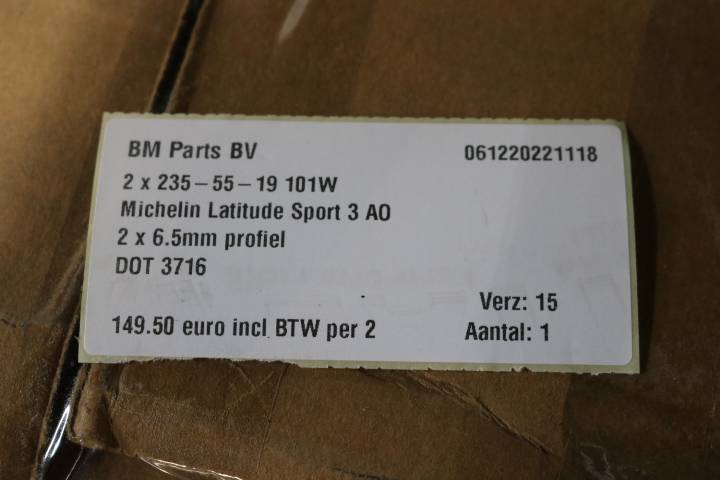 BM Parts BV 061220221118
2 x 235-55-19 101W
Michelin Latitude Sport 3 AO
2 x 6.5mm profiel
DOT 3716
Verz: 15
149.50 euro incl BTW per 2 Aantal: 1